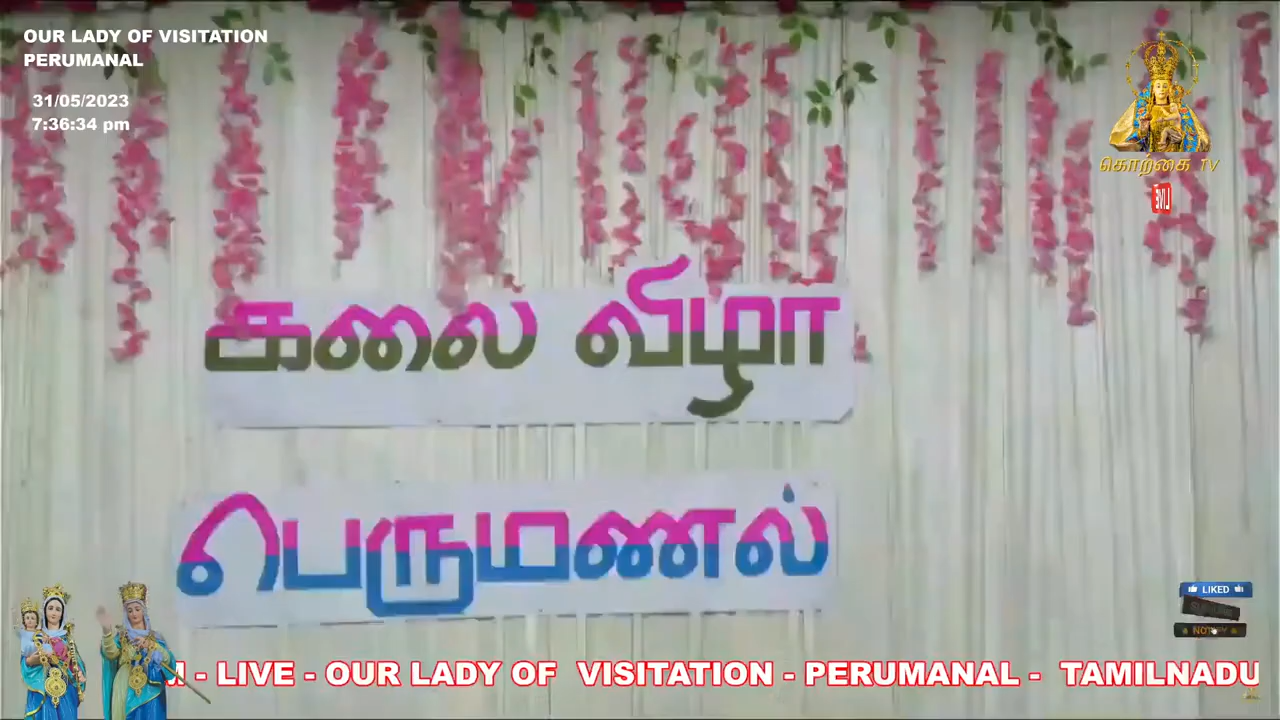 OUR LADY OF VISITATION
PERUMANAL
31/05/2023
7:36:34 pm
கொற்கை TV
LIVE
கலை விழா
பெருமணல்
LIKED
- LIVE - OUR LADY OF VISITATION - PERUMANAL - TAMILNADU